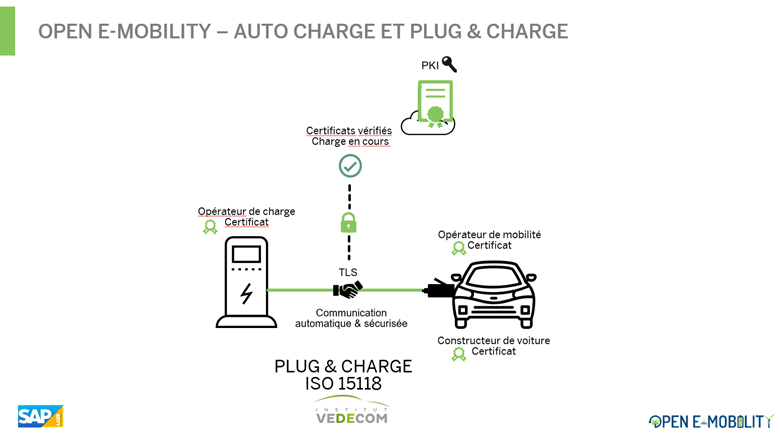 OPEN E-MOBILITY – AUTO CHARGE ET PLUG & CHARGE
PKI
Certificats vérifiés
Charge en cours
Opérateur de charge
Certificat
Opérateur de mobilité
Certificat
TLS
Communication
automatique & sécurisée
Constructeur de voiture
Certificat
PLUG & CHARGE
ISO 15118
INSTITUT
VEDECOM
SAP
LABS
OPEN E-MOBILITY